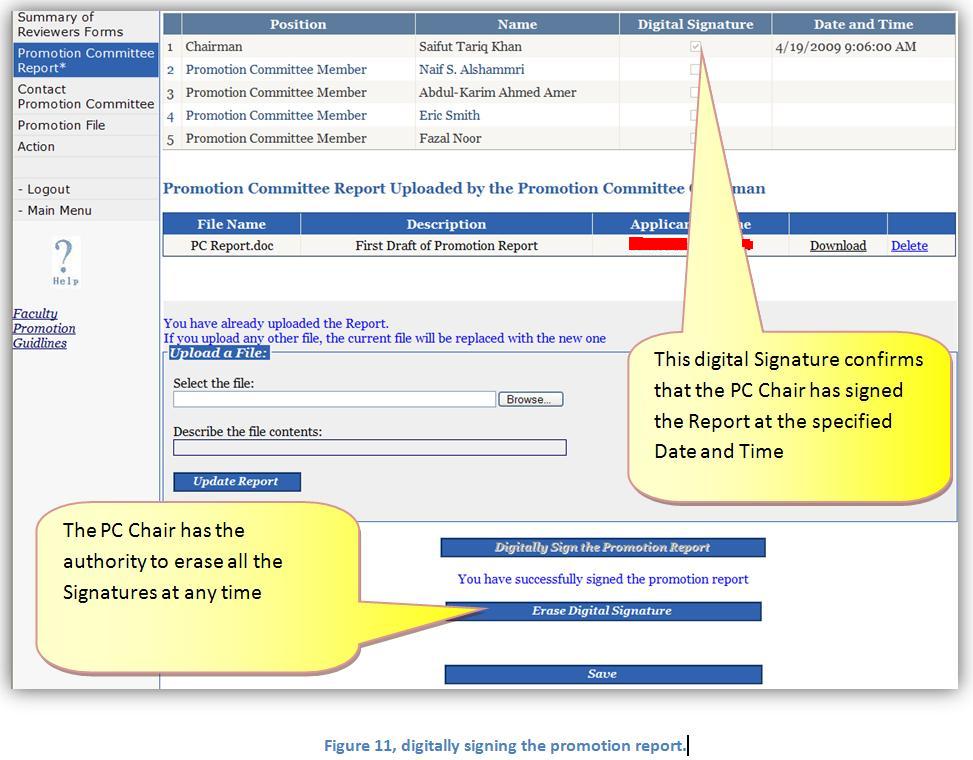 Summary of
Reviewers Forms
Promotion Committee
Report*
Contact
Promotion Committee
Promotion File
Action
- Logout
- Main Menu
?
Help
Faculty
Promotion
Guidlines
Position Name Digital Signature Date and Time
1 Chairman Saifut Tariq Khan 4/19/2009 9:06:00 AM
2 Promotion Committee Member Naif S. Alshammri
3 Promotion Committee Member Abdul-Karim Ahmed Amer
4 Promotion Committee Member Eric Smith
5 Promotion Committee Member Fazal Noor
Promotion Committee Report Uploaded by the Promotion Committee man
File Name Description Applican e
PC Report.doc First Draft of Promotion Report Download Delete
You have already uploaded the Report.
If you upload any other file, the current file will be replaced with the new one
Upload a File:
Select the file:
Browse...
Describe the file contents:
Update Report
This digital Signature confirms
that the PC Chair has signed
the Report at the specified
Date and Time
The PC Chair has the
authority to erase all the
Signatures at any time
Digitally Sign the Promotion Report
You have successfully signed the promotion report
Erase Digital Signature
Save
Figure 11, digitally signing the promotion report.